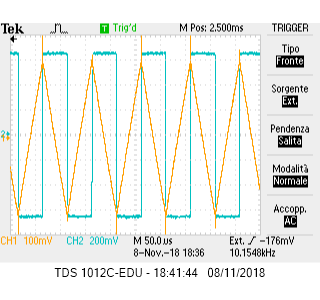 Tek Trig'd M Pos: 2.500ms TRIGGER
Tipo
Fronte
Sorgente
Ext.
Pendenza
Salita
Modalità
Normale
Accopp.
AC
2
CH1 100mV CH2 200mV M 50.0us Ext. -176mV
8-Nov.-18 18:36 10.1548kHz
TDS 1012C-EDU - 18:41:44 08/11/2018